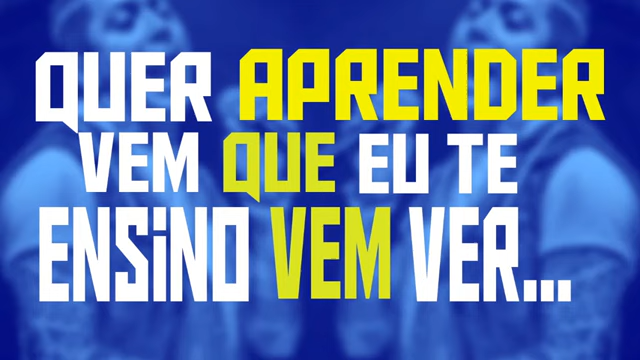 QUER APRENDER
VEM QUE EU TE
ENSiNO VEM VER...